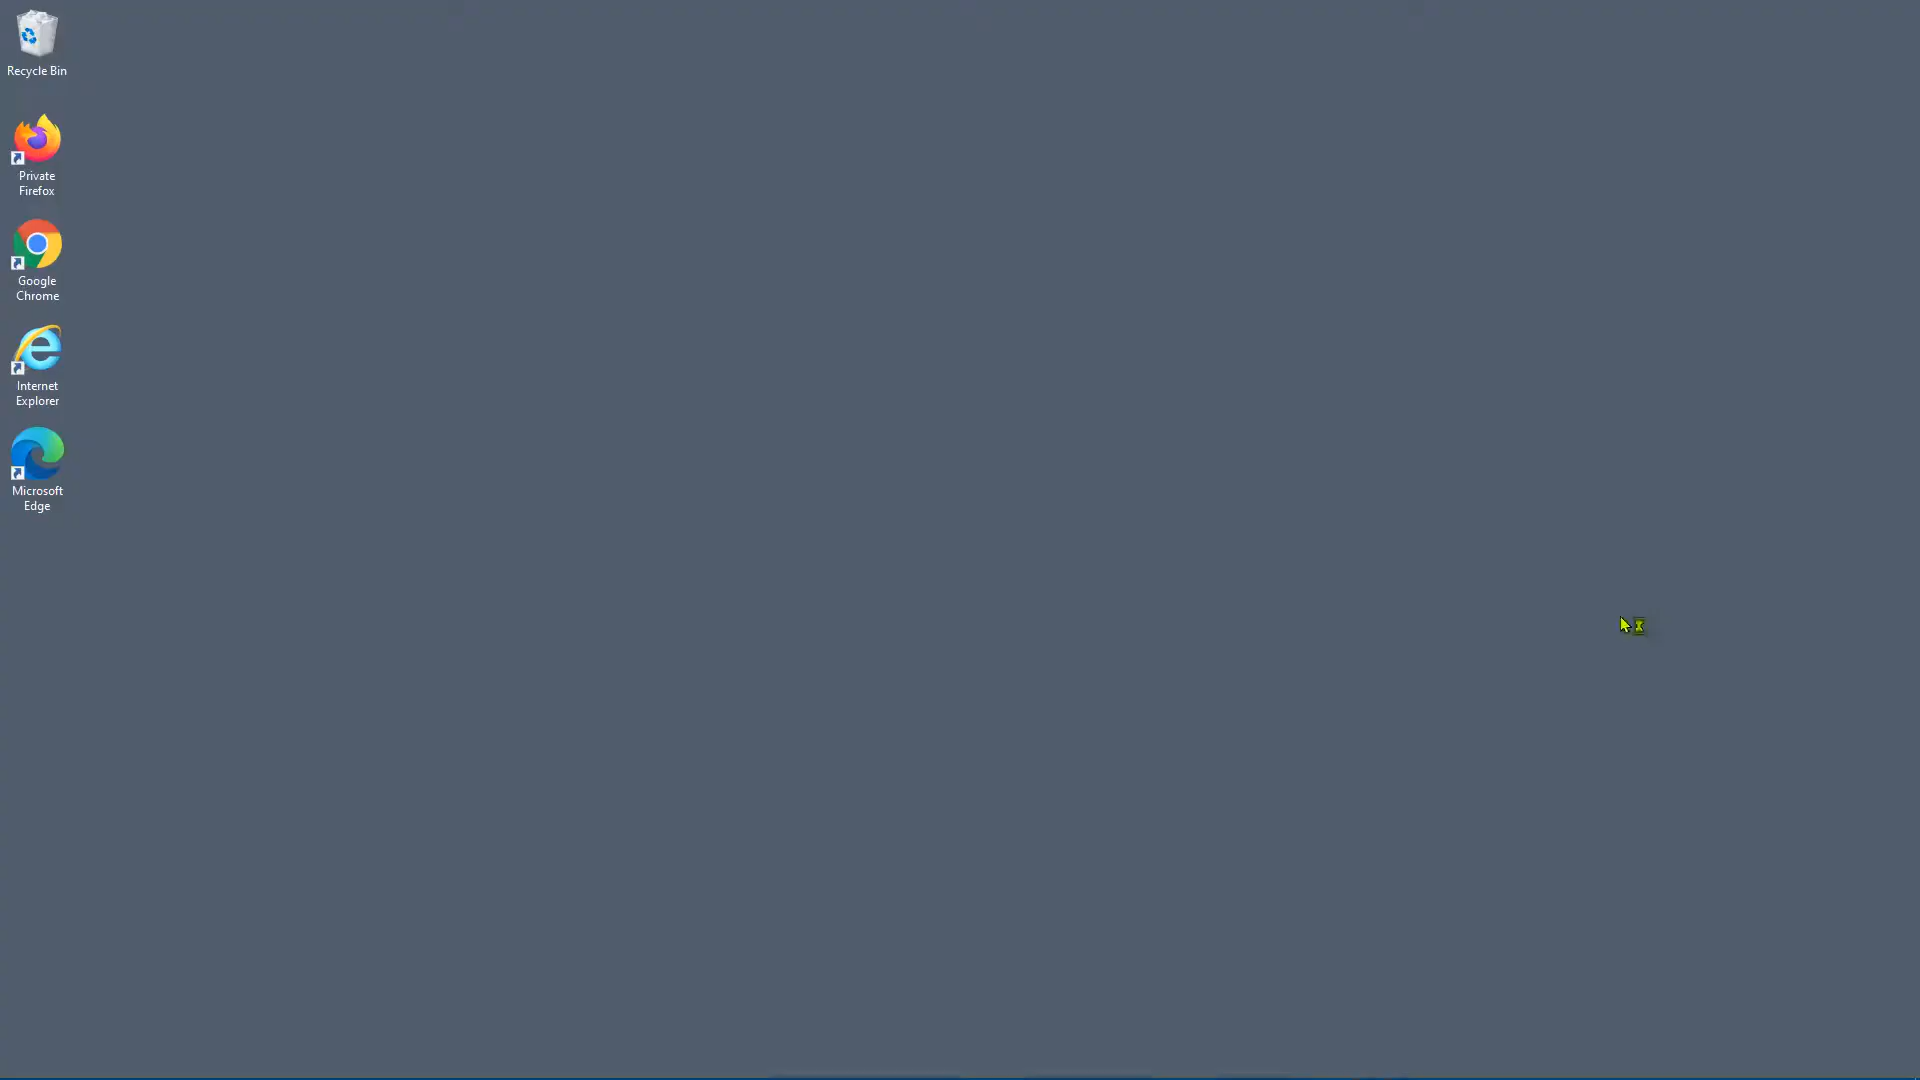 Recycle Bin
Private
Firefox
Google
Chrome
Internet
Explorer
Microsoft
Edge